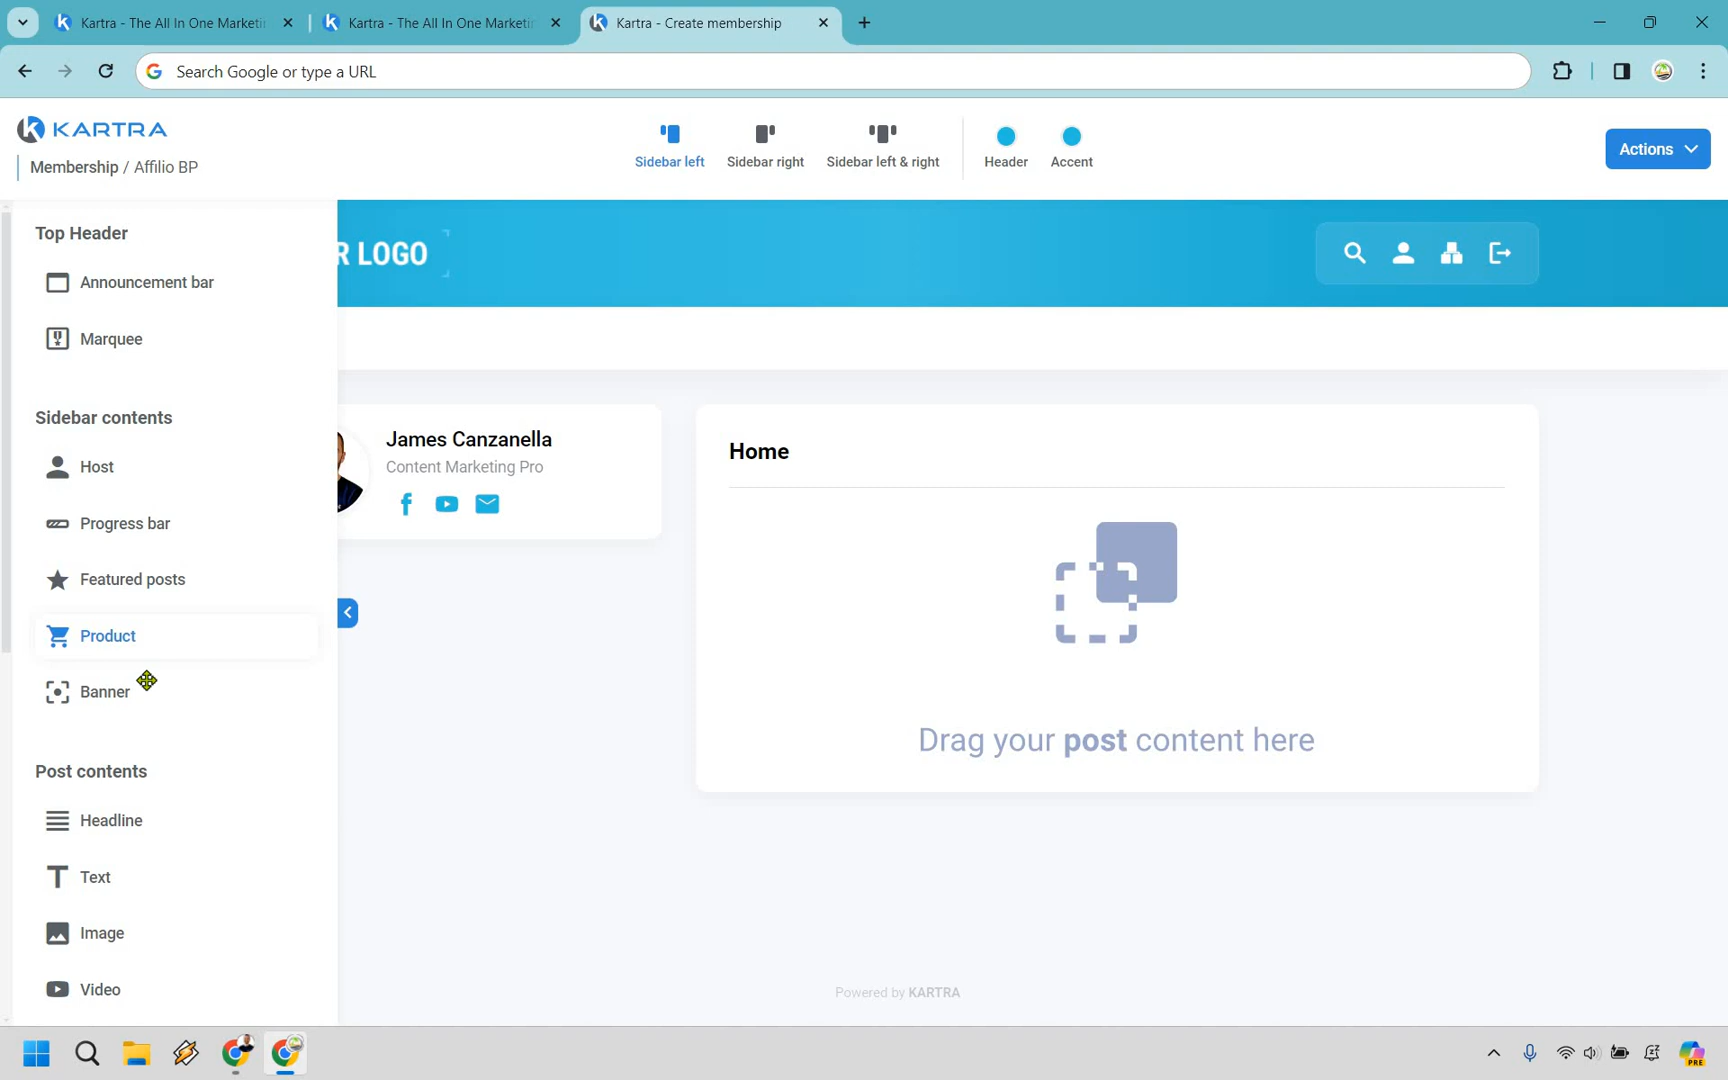 Kartra - The All In One Marketi
Kartra - The All In One Marketi
Kartra - Create membership
Search Google or type a URL
KARTRA
Membership / Affilio BP
Sidebar left
Sidebar right
Sidebar left & right
Header
Accent
Actions
Top Header
Announcement bar
Marquee
Sidebar contents
Host
Progress bar
Featured posts
Product
Banner
Post contents
Headline
Text
Image
Video
R LOGO
James Canzanella
Content Marketing Pro
Home
Drag your post content here
Powered by KARTRA
PRE